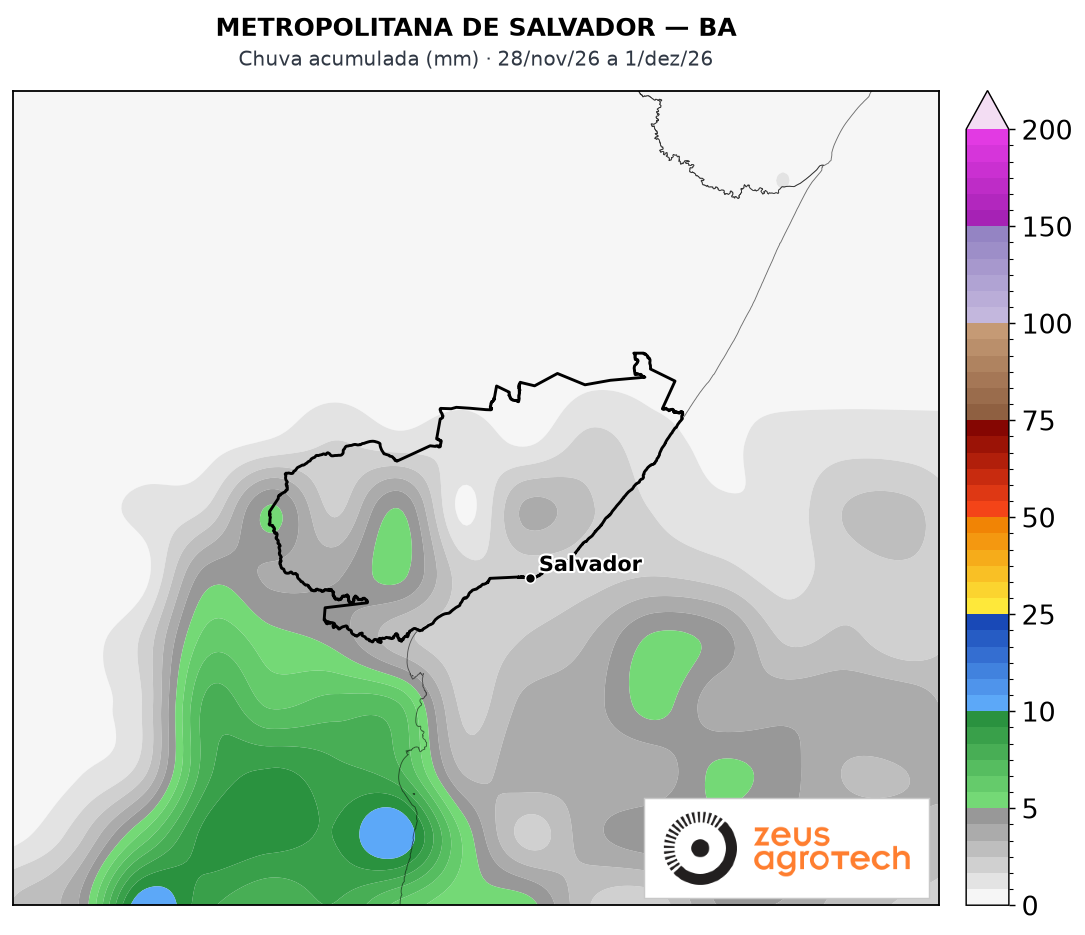 METROPOLITANA DE SALVADOR — BA
Chuva acumulada (mm) · 28/nov/26 a 1/dez/26
200
150
100
75
50
25
10
5
0
Salvador
zeus
agrotech